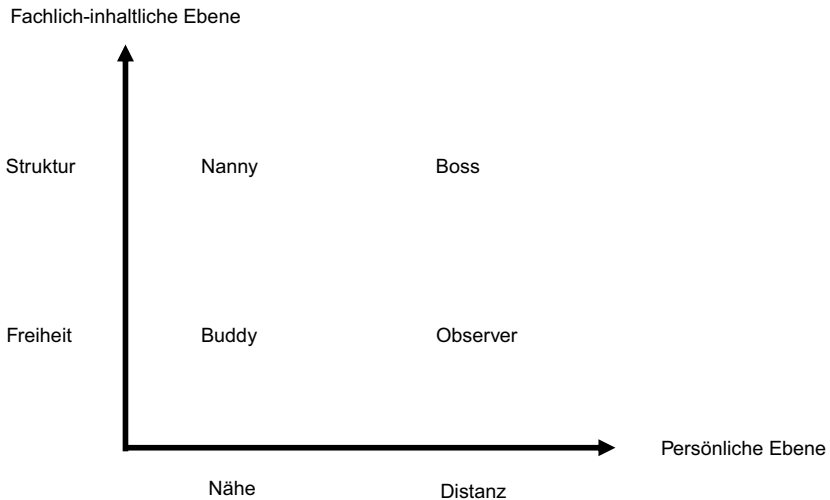 Fachlich-inhaltliche Ebene
Struktur Nanny Boss
Freiheit Buddy Observer
Persönliche Ebene
Nähe Distanz